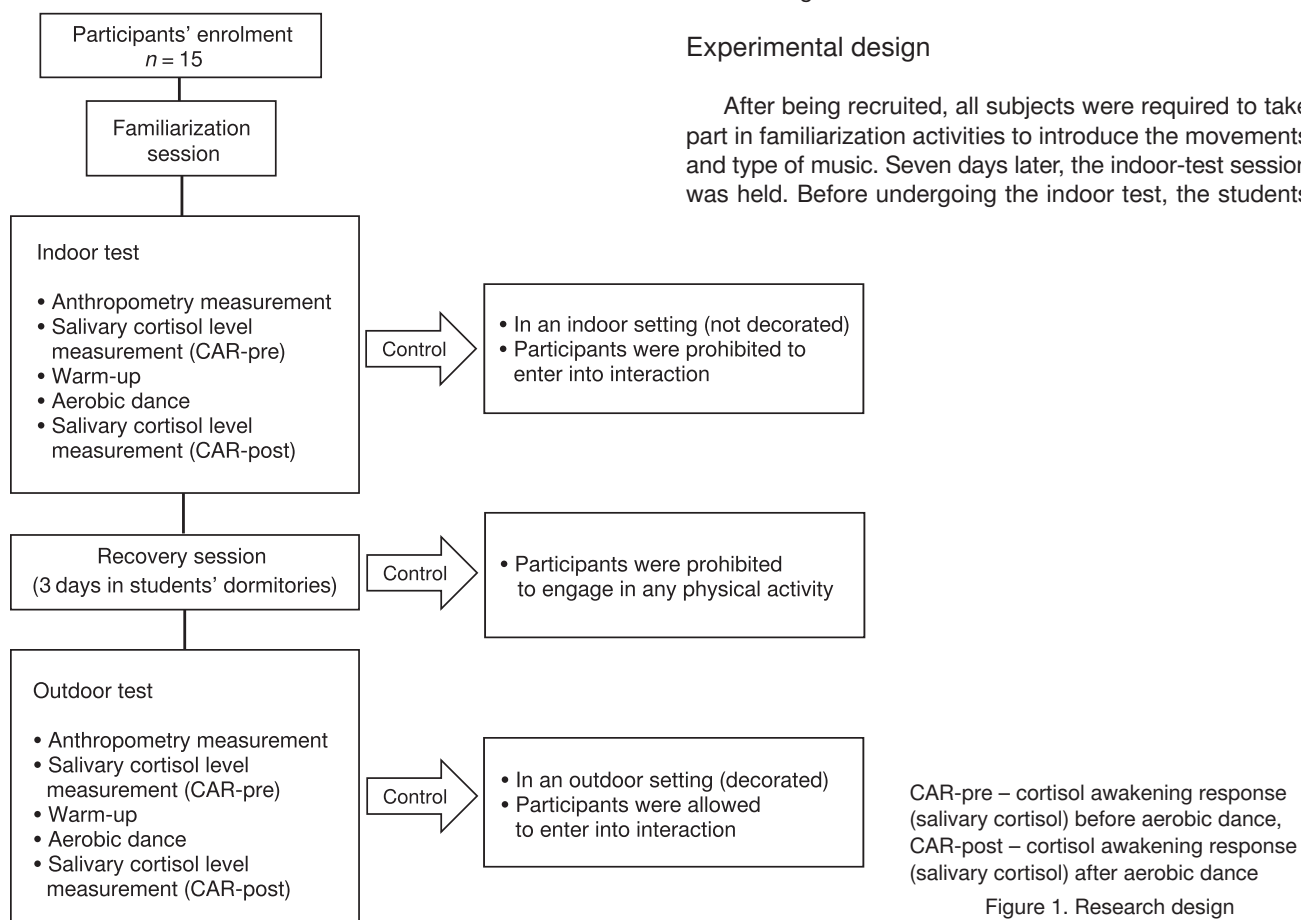 Participants’ enrolment
n = 15
Familiarization
session
Indoor test
• Anthropometry measurement
• Salivary cortisol level
measurement (CAR-pre)
• Warm-up
• Aerobic dance
• Salivary cortisol level
measurement (CAR-post)
Control
• In an indoor setting (not decorated)
• Participants were prohibited to
enter into interaction
Recovery session
(3 days in students’ dormitories)
Control
• Participants were prohibited
to engage in any physical activity
Outdoor test
• Anthropometry measurement
• Salivary cortisol level
measurement (CAR-pre)
• Warm-up
• Aerobic dance
• Salivary cortisol level
measurement (CAR-post)
Control
• In an outdoor setting (decorated)
• Participants were allowed
to enter into interaction
Experimental design
After being recruited, all subjects were required to take
part in familiarization activities to introduce the movements
and type of music. Seven days later, the indoor-test session
was held. Before undergoing the indoor test, the students
CAR-pre – cortisol awakening response
(salivary cortisol) before aerobic dance,
CAR-post – cortisol awakening response
(salivary cortisol) after aerobic dance
Figure 1. Research design